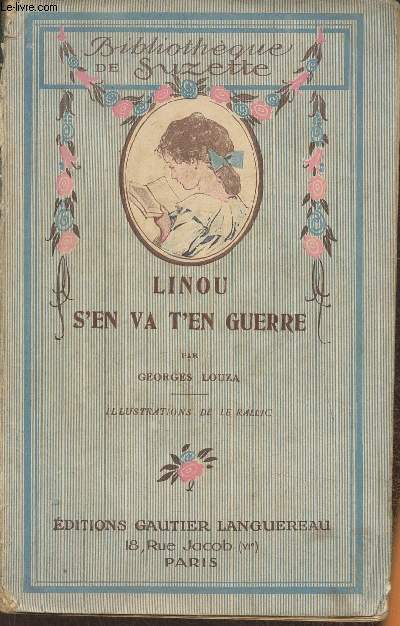 Le-livre.com
Bibliothèque
DE Suzette
LINOU
S'EN VA T'EN GUERRE
PAR
GEORGES LOUZA
ILLUSTRATIONS DE LE RALLIC
ÉDITIONS GAUTIER LANGUEREAU
18, Rue Jacob (VIe)
PARIS